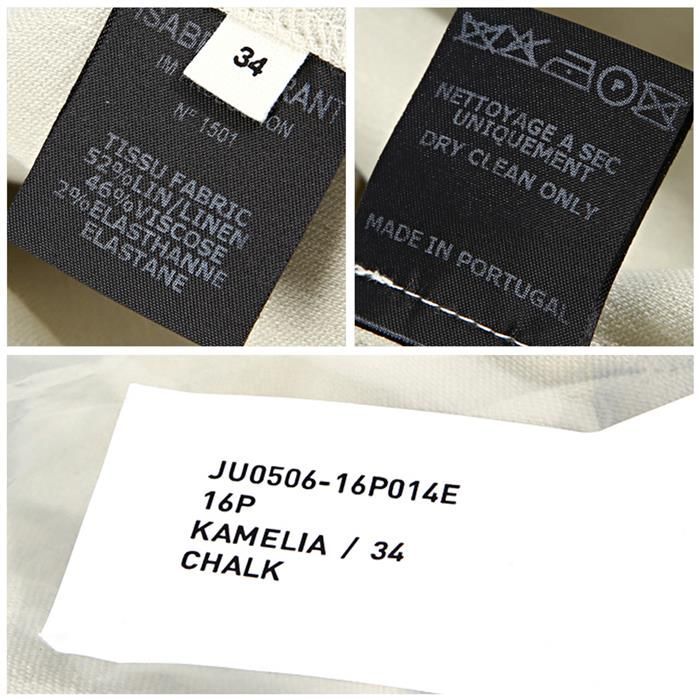 34
N° 1501
TISSU FABRIC
52%LIN/LINEN
46%VISCOSE
2%ELASTHANNE
ELASTANE
P
NETTOYAGE A SEC
UNIQUEMENT
DRY CLEAN ONLY
MADE IN PORTUGAL
JU0506-16P014E
16P
KAMELIA / 34
CHALK